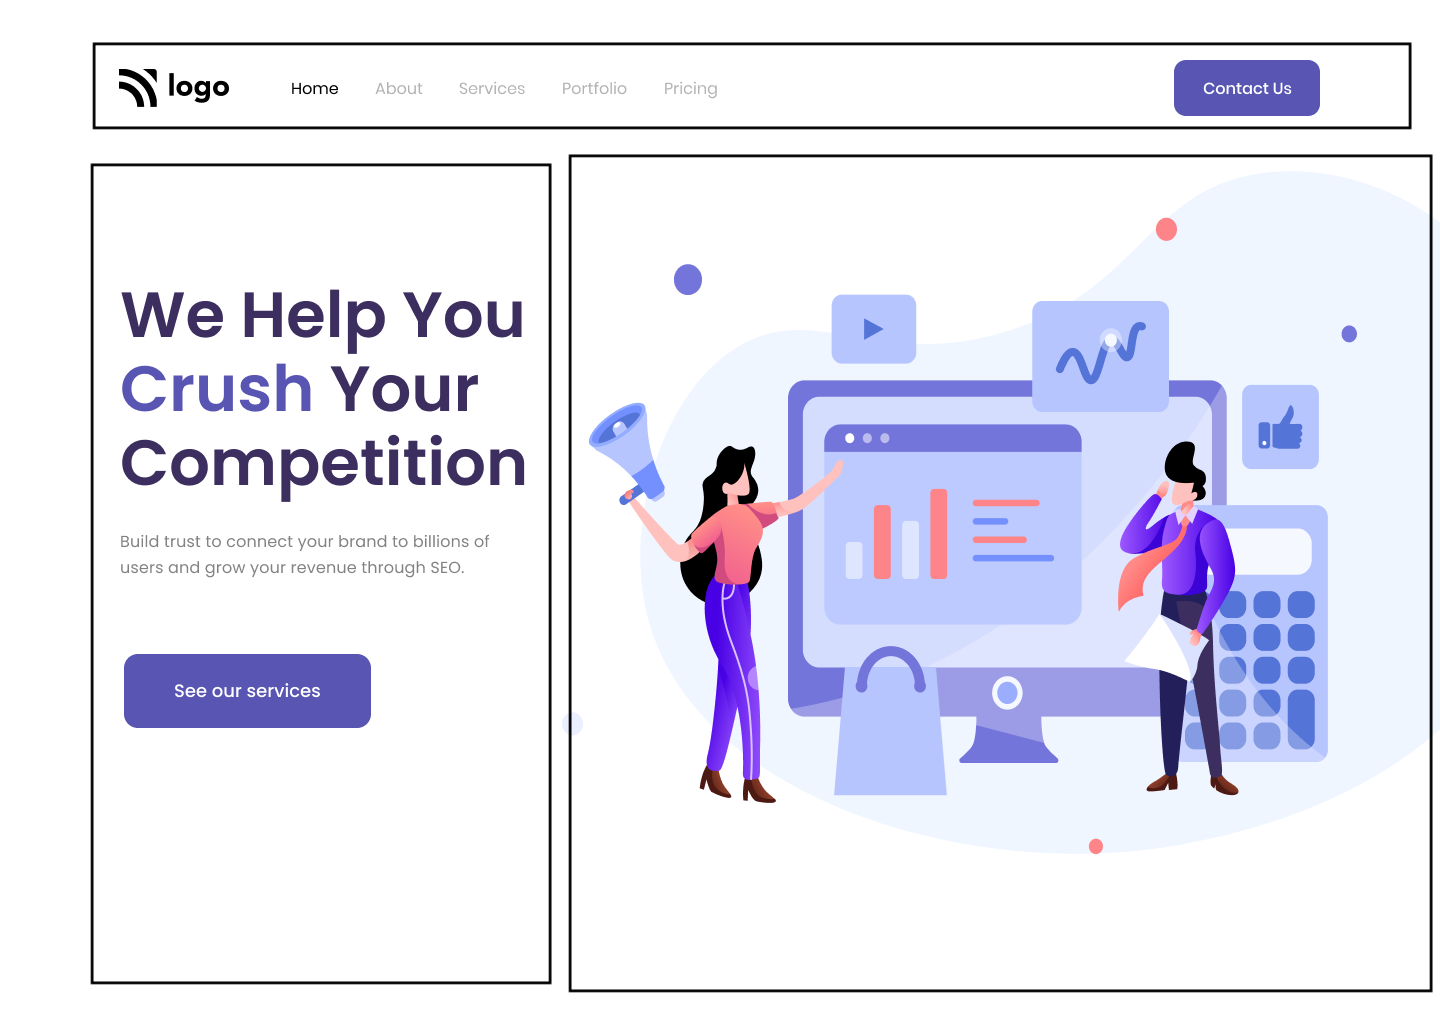 logo
Home About Services Portfolio Pricing
Contact Us
We Help You
Crush Your
Competition
Build trust to connect your brand to billions of
users and grow your revenue through SEO.
See our services